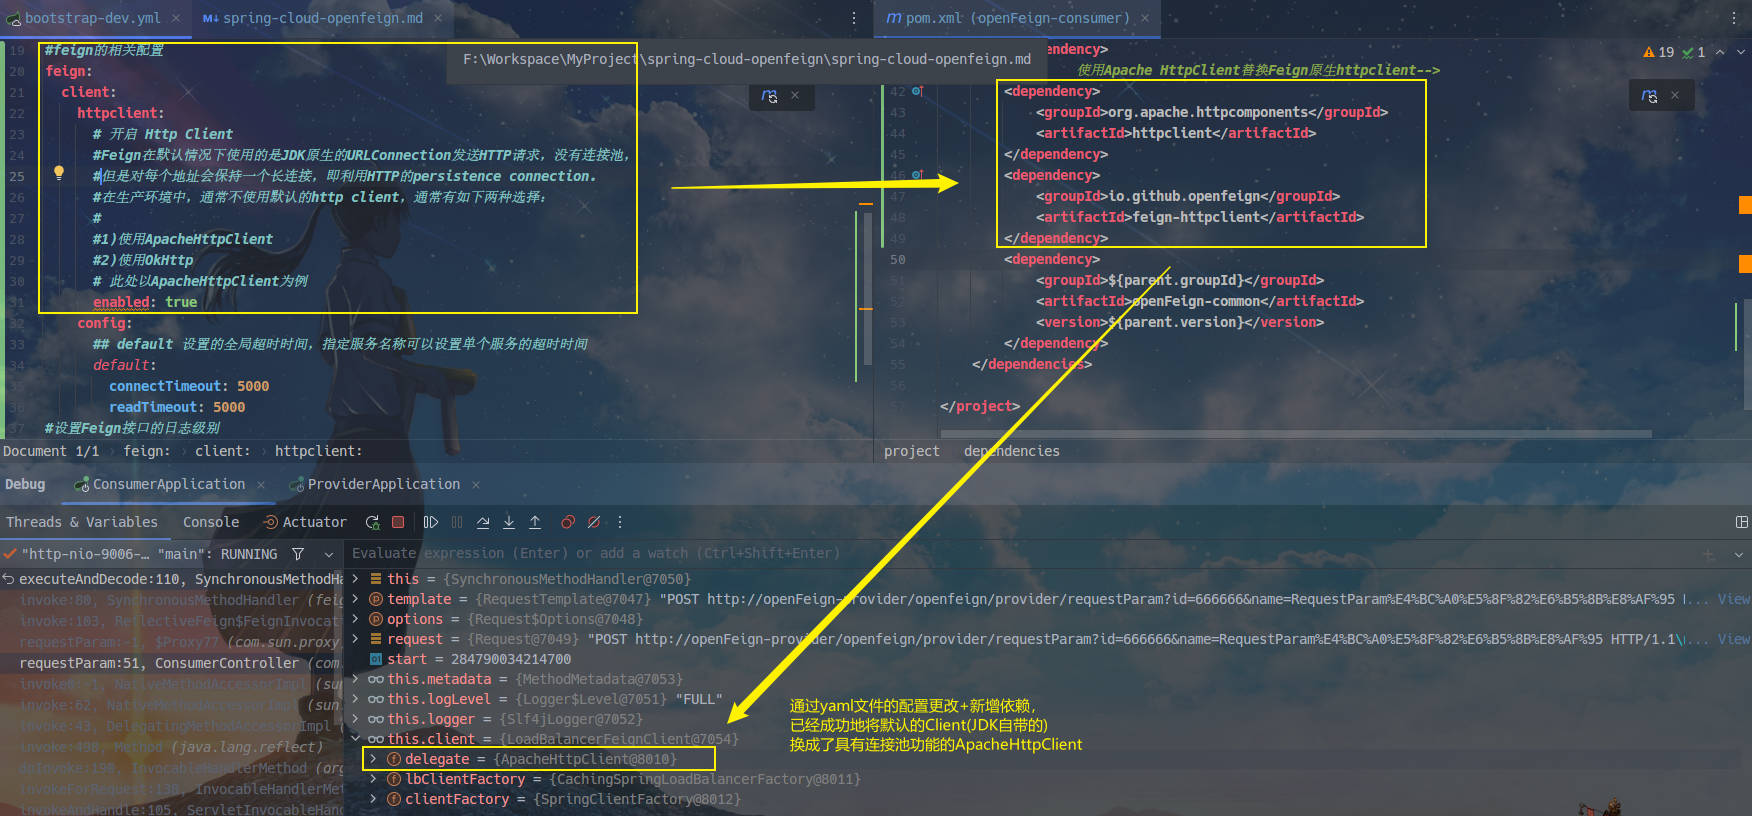 bootstrap-dev.yml ×
spring-cloud-openfeign.md ×
pom.xml (openFeign-consumer) ×
F:\Workspace\MyProject\spring-cloud-openfeign\spring-cloud-openfeign.md
19 #feign的相关配置
20 feign:
21 client:
22 httpclient:
23 # 开启 Http Client
24 #Feign在默认情况下使用的是JDK原生的URLConnection发送HTTP请求，没有连接池，
25 #但是对每个地址会保持一个长连接，即利用HTTP的persistence connection.
26 #在生产环境中，通常不使用默认的http client，通常有如下两种选择：
27 #
28 #1)使用ApacheHttpClient
29 #2)使用OkHttp
30 # 此处以ApacheHttpClient为例
31 enabled: true
32 config:
33 ## default 设置的全局超时时间，指定服务名称可以设置单个服务的超时时间
34 default:
35 connectTimeout: 5000
36 readTimeout: 5000
37 #设置Feign接口的日志级别
Document 1/1 › feign: › client: › httpclient:
19 1
pendency>
使用Apache HttpClient替换Feign原生httpclient-->
42 <dependency>
43 <groupId>org.apache.httpcomponents</groupId>
44 <artifactId>httpclient</artifactId>
45 </dependency>
46 <dependency>
47 <groupId>io.github.openfeign</groupId>
48 <artifactId>feign-httpclient</artifactId>
49 </dependency>
50 <dependency>
51 <groupId>${parent.groupId}</groupId>
52 <artifactId>openFeign-common</artifactId>
53 <version>${parent.version}</version>
54 </dependency>
55 </dependencies>
56
</project>
project dependencies
Debug ConsumerApplication × ProviderApplication ×
Threads & Variables Console Actuator
"http-nio-9006-... "main": RUNNING
Evaluate expression (Enter) or add a watch (Ctrl+Shift+Enter)
executeAndDecode:110, SynchronousMethodHa
invoke:80, SynchronousMethodHandler (feig
invoke:103, ReflectiveFeign$FeignInvocat
requestParam:-1, $Proxy77 (com.sun.proxy
requestParam:51, ConsumerController (com.
invoke0:-1, NativeMethodAccessorImpl (sun
invoke:62, NativeMethodAccessorImpl (sun.
invoke:43, DelegatingMethodAccessorImpl (
invoke:498, Method (java.lang.reflect)
doInvoke:190, InvocableHandlerMethod (org
invokeForRequest:138, InvocableHandlerMet
invokeAndHandle:105, ServletInvocableHand
this = {SynchronousMethodHandler@7050}
template = {RequestTemplate@7047} "POST http://openFeign-provider/openfeign/provider/requestParam?id=666666&name=RequestParam%E4%BC%A0%E5%8F%82%E6%B5%8B%E8%AF%95 ... View
options = {Request$Options@7048}
request = {Request@7049} "POST http://openFeign-provider/openfeign/provider/requestParam?id=666666&name=RequestParam%E4%BC%A0%E5%8F%82%E6%B5%8B%E8%AF%95 HTTP/1.1\... View
start = 284790034214700
this.metadata = {MethodMetadata@7053}
this.logLevel = {Logger$Level@7051} "FULL"
this.logger = {Slf4jLogger@7052}
this.client = {LoadBalancerFeignClient@7054}
delegate = {ApacheHttpClient@8010}
lbClientFactory = {CachingSpringLoadBalancerFactory@8011}
clientFactory = {SpringClientFactory@8012}
通过yaml文件的配置更改+新增依赖，
已经成功地将默认的Client(JDK自带的)
换成了具有连接池功能的ApacheHttpClient